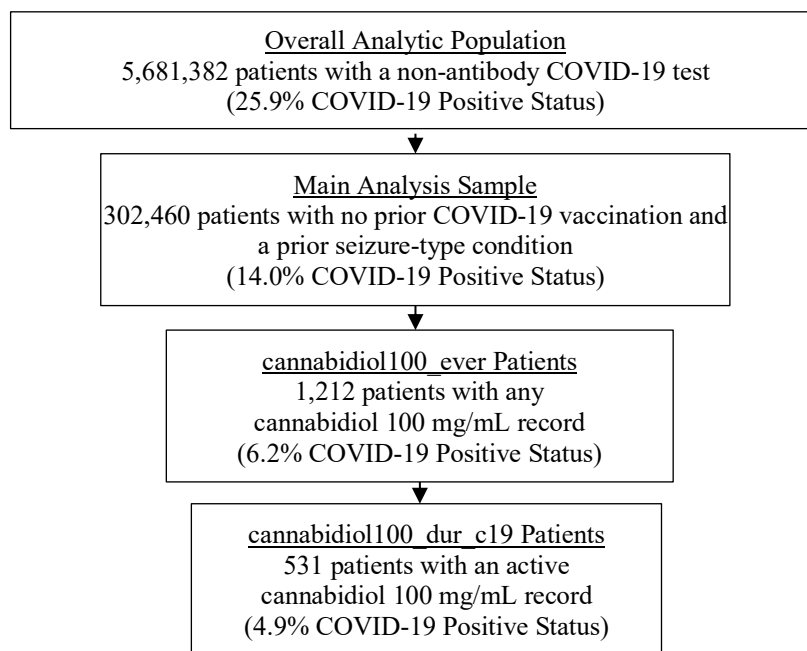 Overall Analytic Population
5,681,382 patients with a non-antibody COVID-19 test
(25.9% COVID-19 Positive Status)
Main Analysis Sample
302,460 patients with no prior COVID-19 vaccination and
a prior seizure-type condition
(14.0% COVID-19 Positive Status)
cannabidiol100_ever Patients
1,212 patients with any
cannabidiol 100 mg/mL record
(6.2% COVID-19 Positive Status)
cannabidiol100_dur_c19 Patients
531 patients with an active
cannabidiol 100 mg/mL record
(4.9% COVID-19 Positive Status)